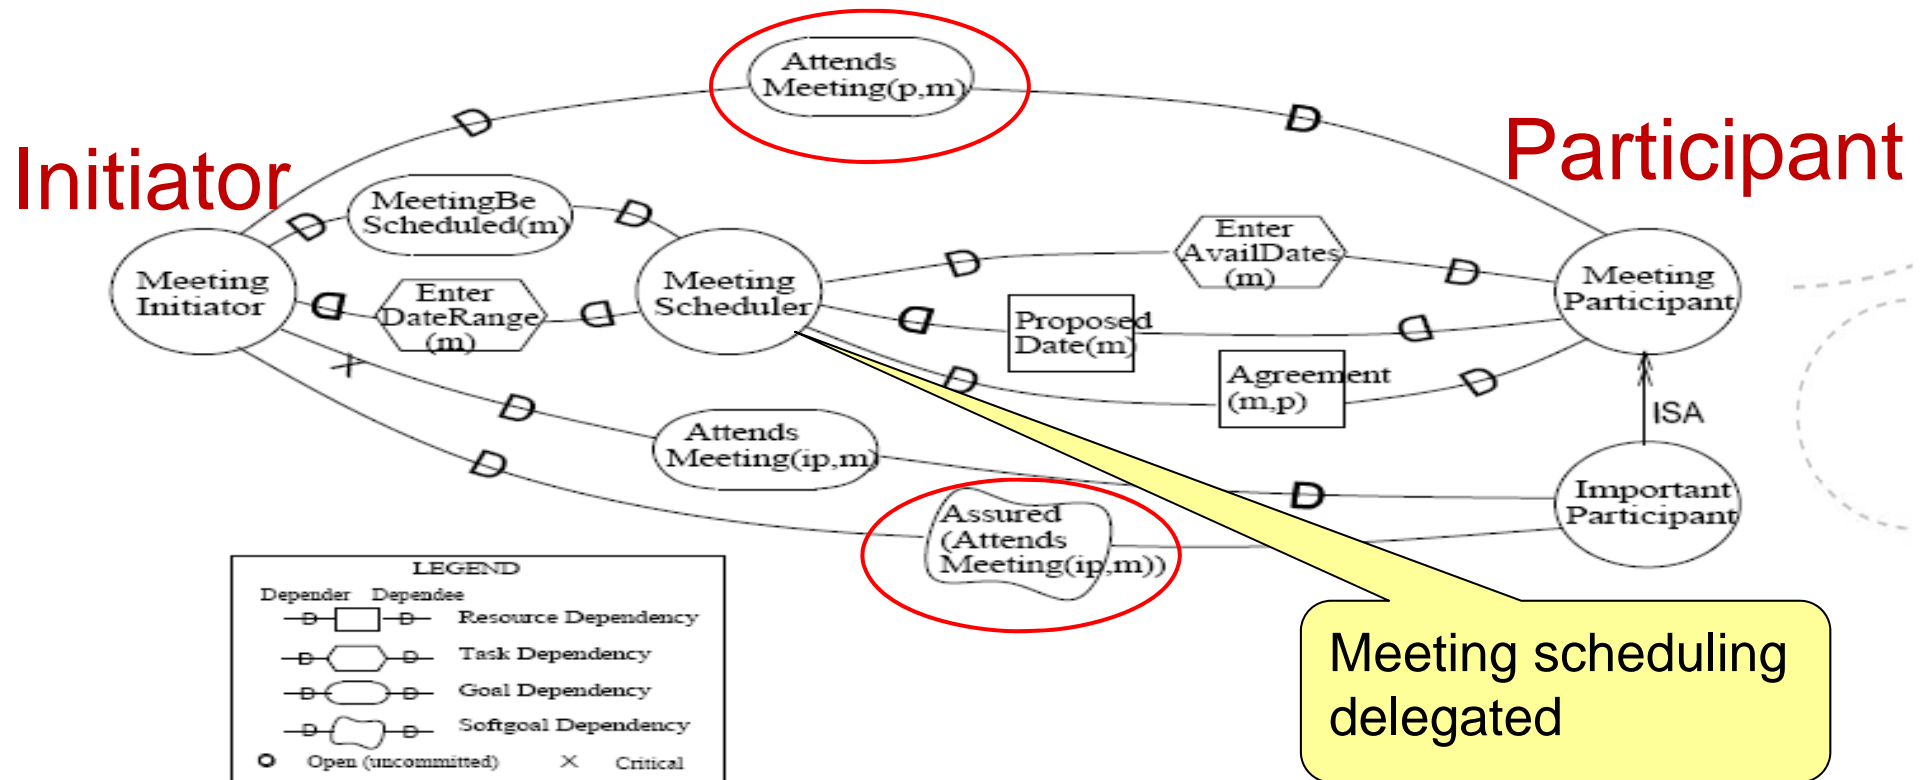 Attends
Meeting(p,m)
D
D
Initiator
Participant
MeetingBe
Scheduled(m)
D
D
Enter
AvailDates
(m)
D
D
Meeting
Initiator
Enter
DateRange
(m)
D
D
Meeting
Scheduler
Proposed
Date(m)
D
D
Meeting
Participant
Agreement
(m,p)
D
D
X
ISA
Attends
Meeting(ip,m)
D
D
Assured
(Attends
Meeting(ip,m))
D
Important
Participant
LEGEND
Depender Dependee
D D Resource Dependency
D D Task Dependency
D D Goal Dependency
D D Softgoal Dependency
O Open (uncommitted) X Critical
Meeting scheduling
delegated